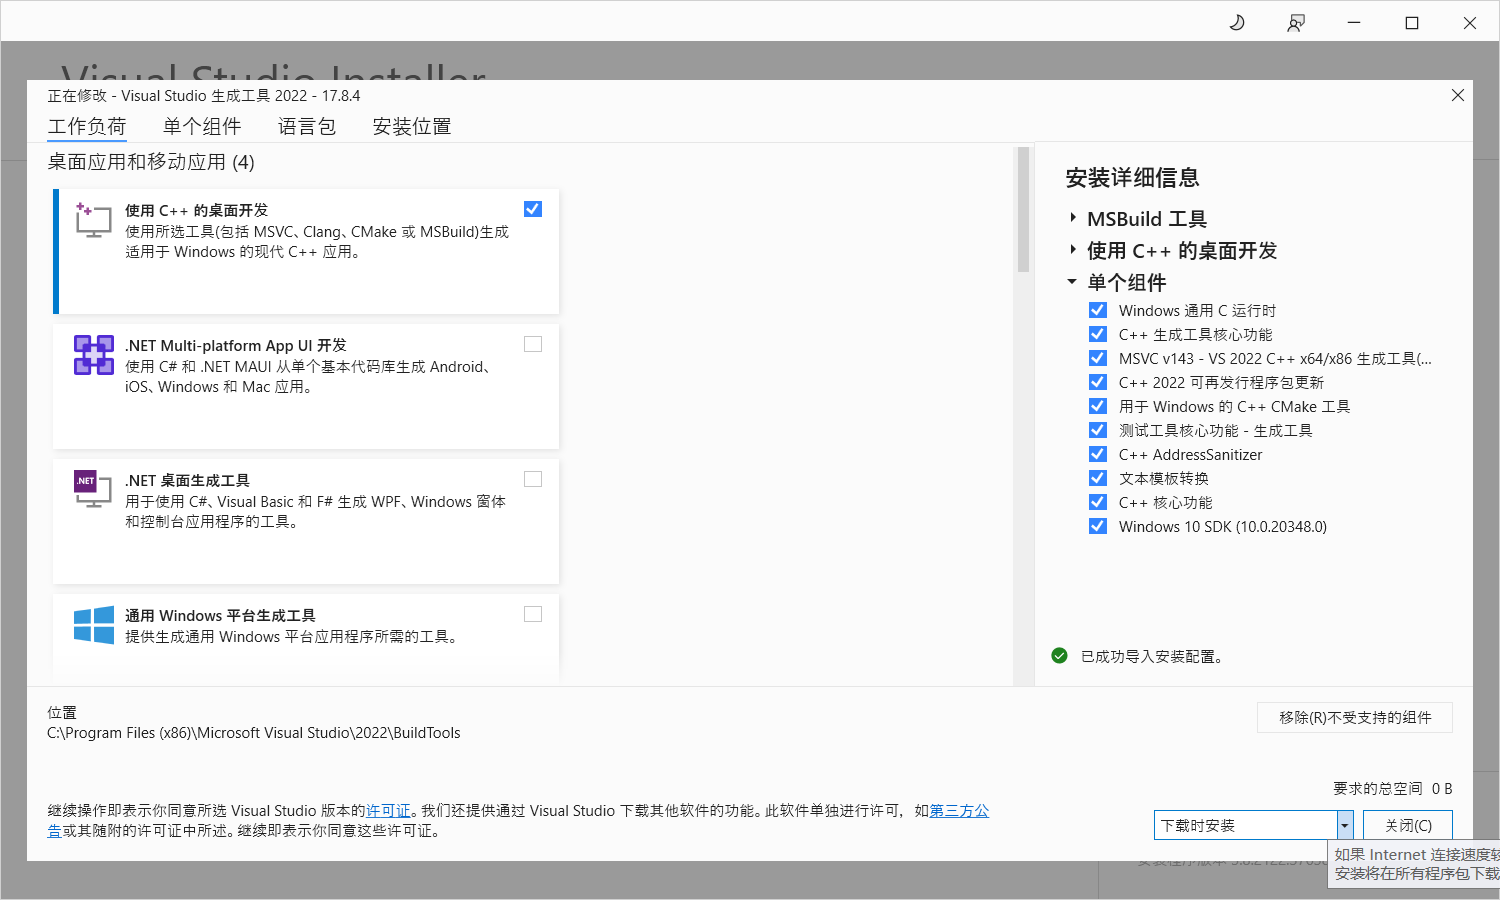 Visual Studio Installer
正在修改 - Visual Studio 生成工具 2022 - 17.8.4
工作负荷 单个组件 语言包 安装位置
桌面应用和移动应用 (4)
使用 C++ 的桌面开发
使用所选工具(包括 MSVC、Clang、CMake 或 MSBuild)生成
适用于 Windows 的现代 C++ 应用。
.NET Multi-platform App UI 开发
使用 C# 和 .NET MAUI 从单个基本代码库生成 Android、
iOS、Windows 和 Mac 应用。
.NET
.NET 桌面生成工具
用于使用 C#、Visual Basic 和 F# 生成 WPF、Windows 窗体
和控制台应用程序的工具。
通用 Windows 平台生成工具
提供生成通用 Windows 平台应用程序所需的工具。
安装详细信息
MSBuild 工具
使用 C++ 的桌面开发
单个组件
Windows 通用 C 运行时
C++ 生成工具核心功能
MSVC v143 - VS 2022 C++ x64/x86 生成工具(...
C++ 2022 可再发行程序包更新
用于 Windows 的 C++ CMake 工具
测试工具核心功能 - 生成工具
C++ AddressSanitizer
文本模板转换
C++ 核心功能
Windows 10 SDK (10.0.20348.0)
已成功导入安装配置。
位置
C:\Program Files (x86)\Microsoft Visual Studio\2022\BuildTools
移除(R)不受支持的组件
要求的总空间 0 B
继续操作即表示你同意所选 Visual Studio 版本的许可证。我们还提供通过 Visual Studio 下载其他软件的功能。此软件单独进行许可，如第三方公
告或其随附的许可证中所述。继续即表示你同意这些许可证。
下载时安装
关闭(C)
如果 Internet 连接速度较
安装将在所有程序包下载